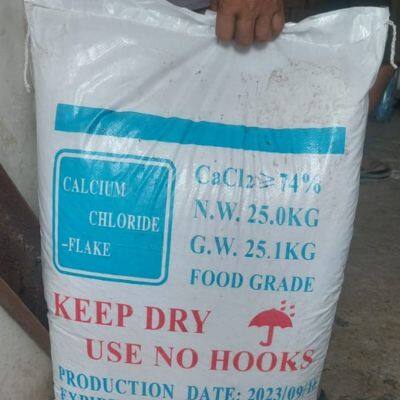 CALCIUM
CHLORIDE
-FLAKE
CaCl2≥74%
N.W. 25.0KG
G.W. 25.1KG
FOOD GRADE
KEEP DRY
USE NO HOOKS
PRODUCTION DATE: 2023/09/